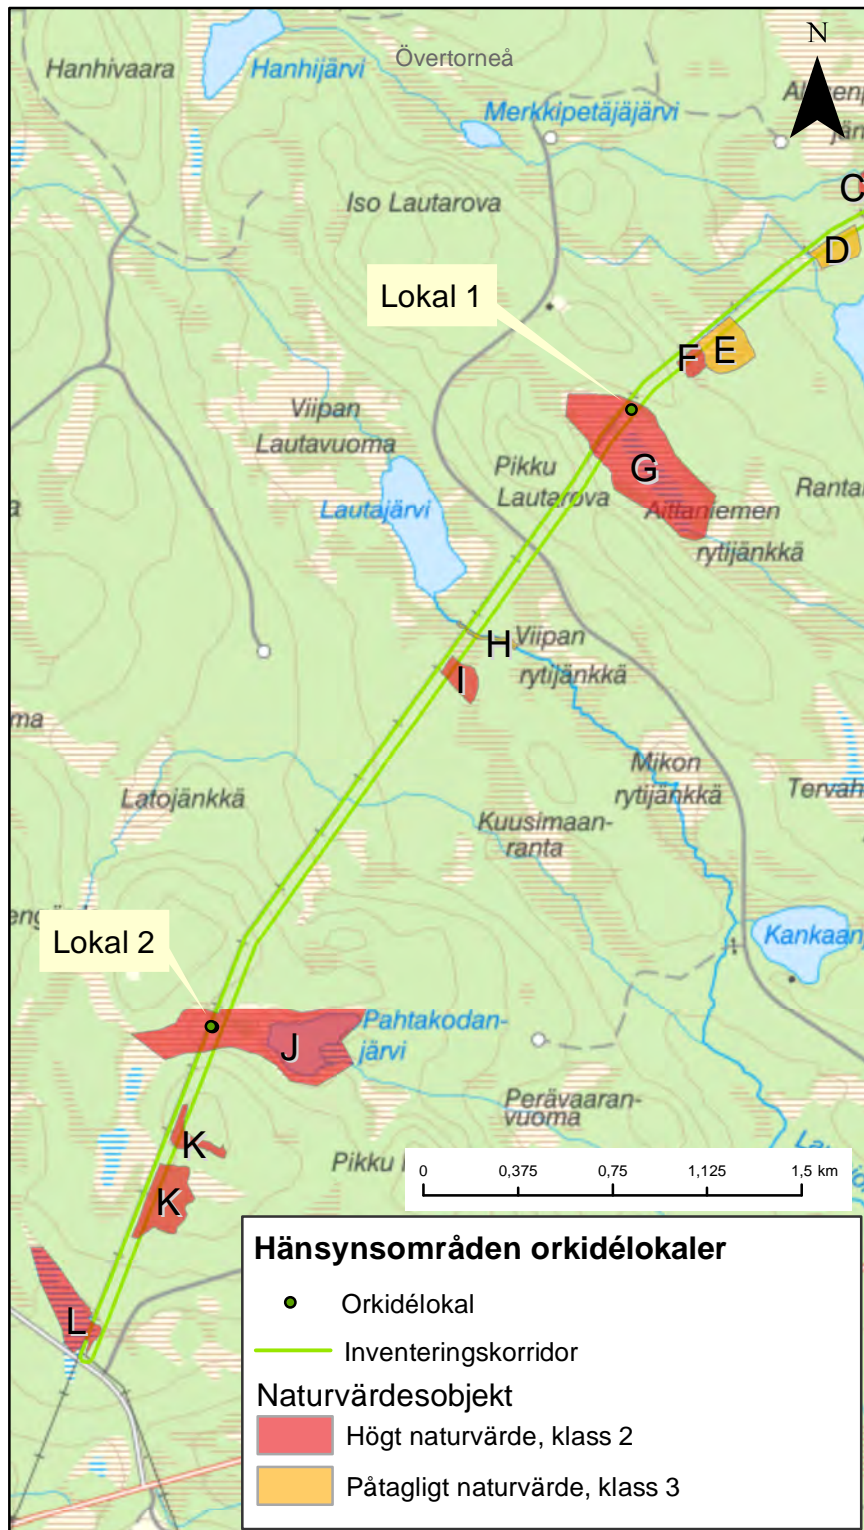 Övertorneå
N
Hanhivaara
Hanhijärvi
Merkkipetäjäjärvi
C
Iso Lautarova
D
Lokal 1
F
E
Viipan
Lautavuoma
Pikku
Lautarova
G
Lautajärvi
Aittaniemen
rytijänkkä
H
Viipan
rytijänkkä
I
Mikon
rytijänkkä
Latojänkkä
Kuusimaan-
ranta
Lokal 2
Pahtakodan-
järvi
J
Perävaaran-
vuoma
K
Pikku
K
0
0,375
0,75
1,125
1,5 km
L
Hänsynsområden orkidélokaler
Orkidélokal
Inventeringskorridor
Naturvärdesobjekt
Högt naturvärde, klass 2
Påtagligt naturvärde, klass 3